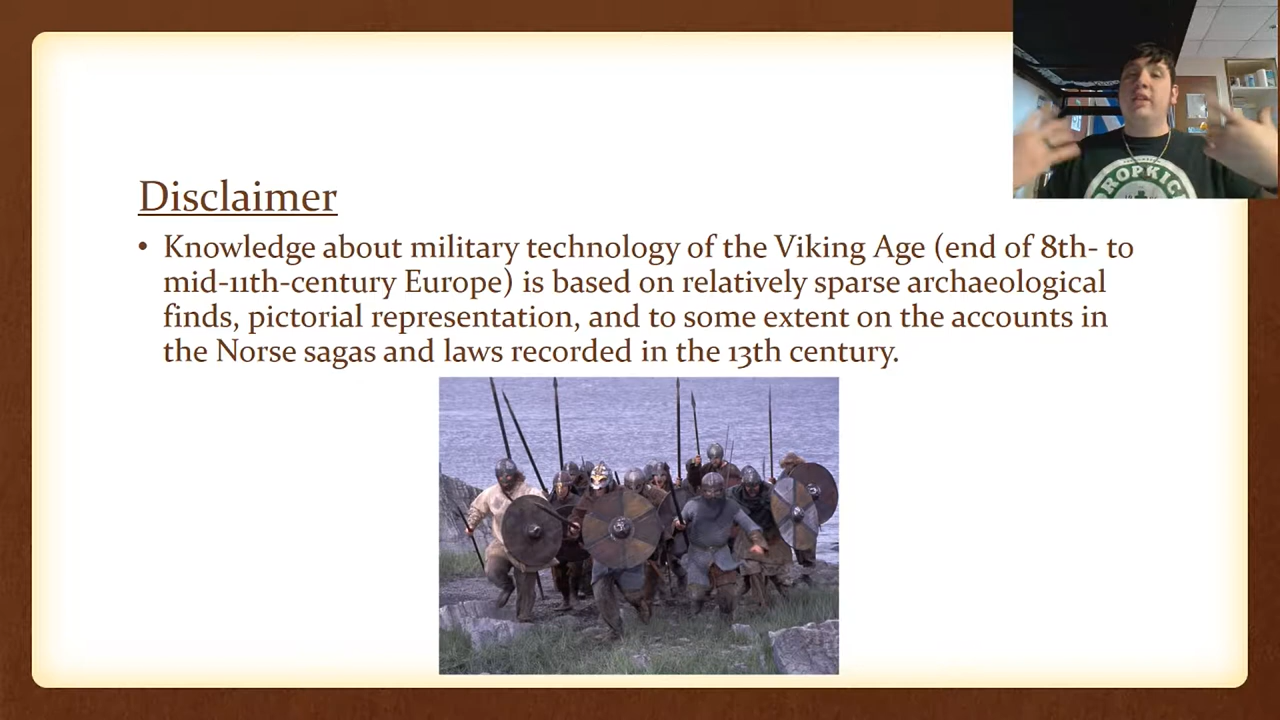 Disclaimer
• Knowledge about military technology of the Viking Age (end of 8th- to
mid-11th-century Europe) is based on relatively sparse archaeological
finds, pictorial representation, and to some extent on the accounts in
the Norse sagas and laws recorded in the 13th century.